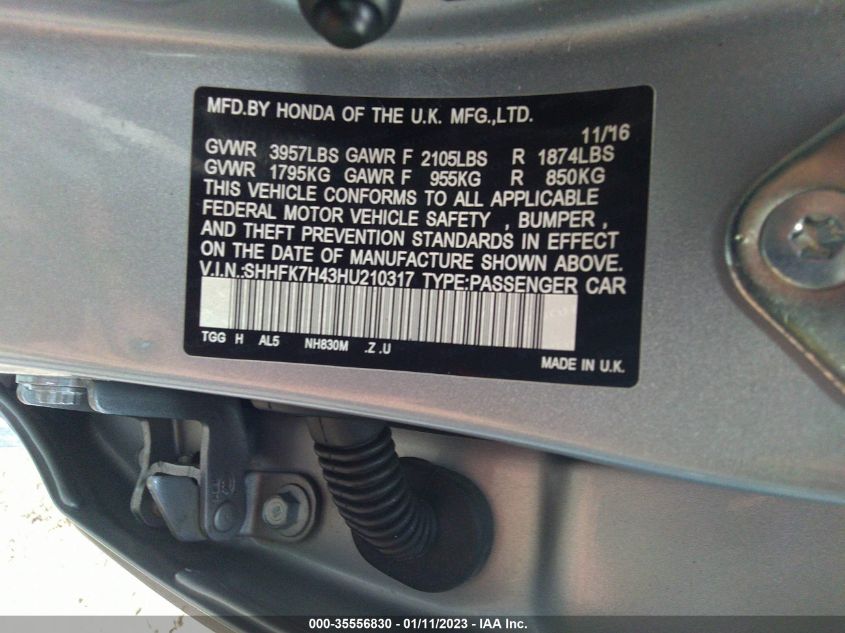 MFD.BY HONDA OF THE U.K. MFG.,LTD.
11/16
GVWR 3957LBS GAWR F 2105LBS R 1874LBS
GVWR 1795KG GAWR F 955KG R 850KG
THIS VEHICLE CONFORMS TO ALL APPLICABLE
FEDERAL MOTOR VEHICLE SAFETY , BUMPER ,
AND THEFT PREVENTION STANDARDS IN EFFECT
ON THE DATE OF MANUFACTURE SHOWN ABOVE.
V.I.N.:SHHFK7H43HU210317 TYPE:PASSENGER CAR
TGG H AL5 NH830M .Z .U
MADE IN U.K.
000-35556830 - 01/11/2023 - IAA Inc.